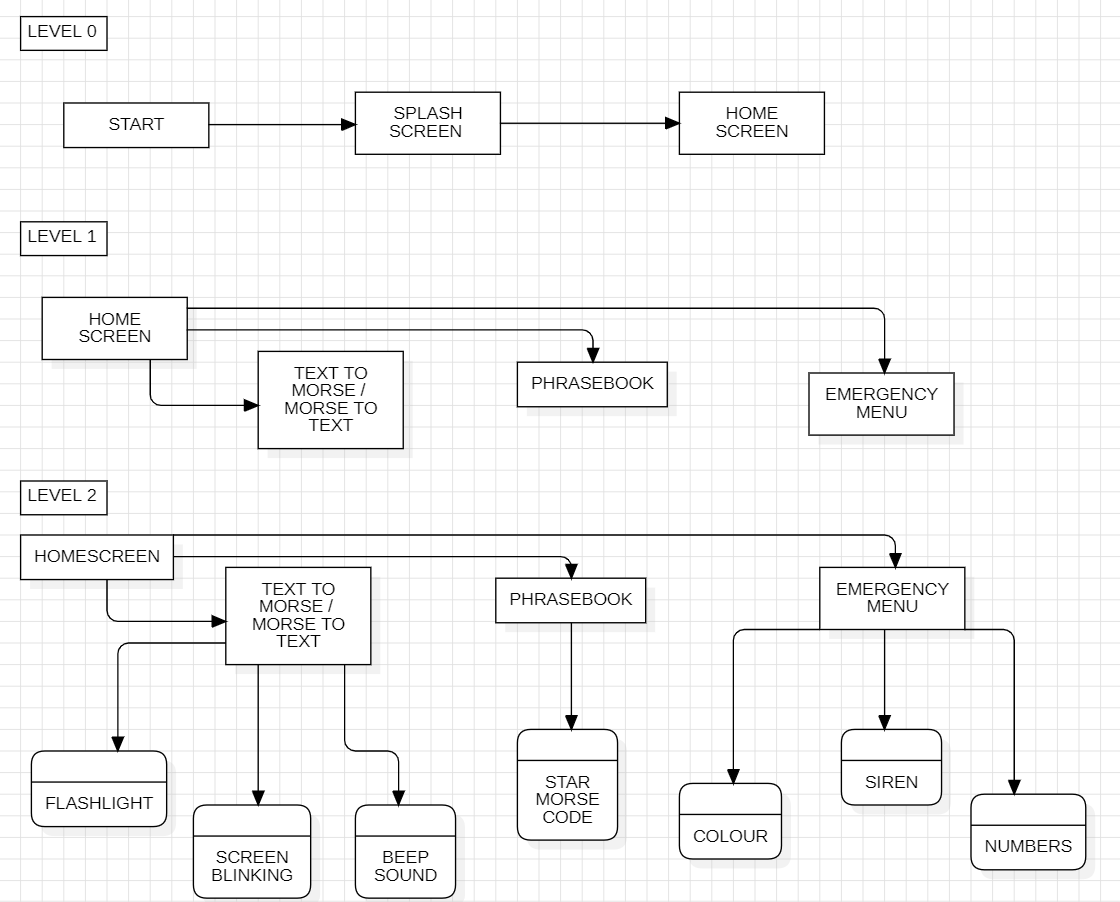 LEVEL 0
START
SPLASH
SCREEN
HOME
SCREEN
LEVEL 1
HOME
SCREEN
TEXT TO
MORSE /
MORSE TO
TEXT
PHRASEBOOK
EMERGENCY
MENU
LEVEL 2
HOMESCREEN
TEXT TO
MORSE /
MORSE TO
TEXT
PHRASEBOOK
EMERGENCY
MENU
FLASHLIGHT
SCREEN
BLINKING
BEEP
SOUND
STAR
MORSE
CODE
COLOUR
SIREN
NUMBERS